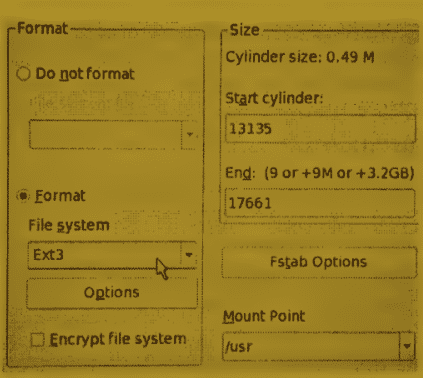 Format
Do not format
Format
File system
Ext3
Options
Encrypt file system
Size
Cylinder size: 0.49 M
Start cylinder:
13135
End: (9 or +9M or +3.2GB)
17661
Fstab Options
Mount Point
/usr